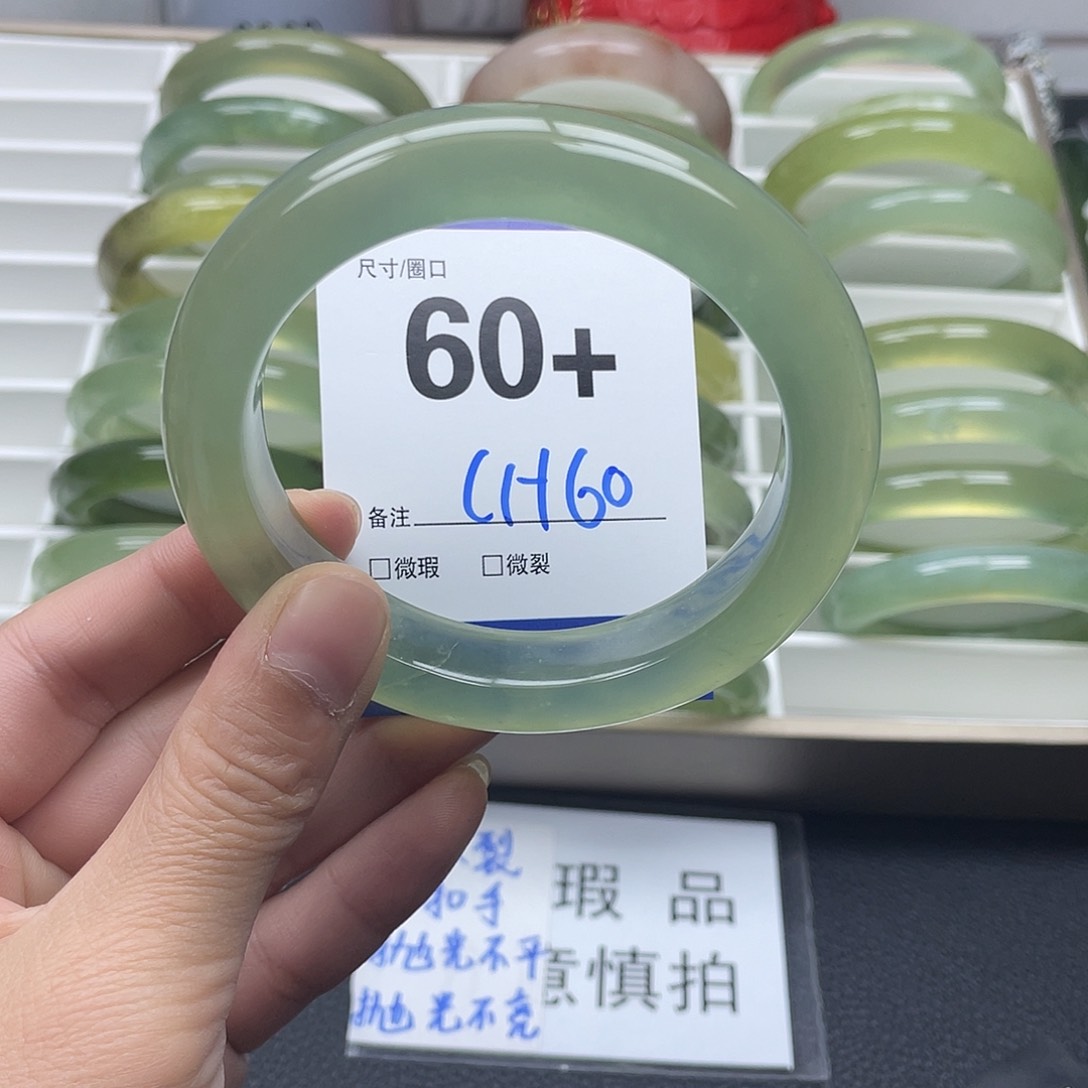 尺寸/圈口
60+
CH60
备注
□微瑕 □微裂
裂
扣手
抛光不平
抛光不亮
瑕品
意慎拍